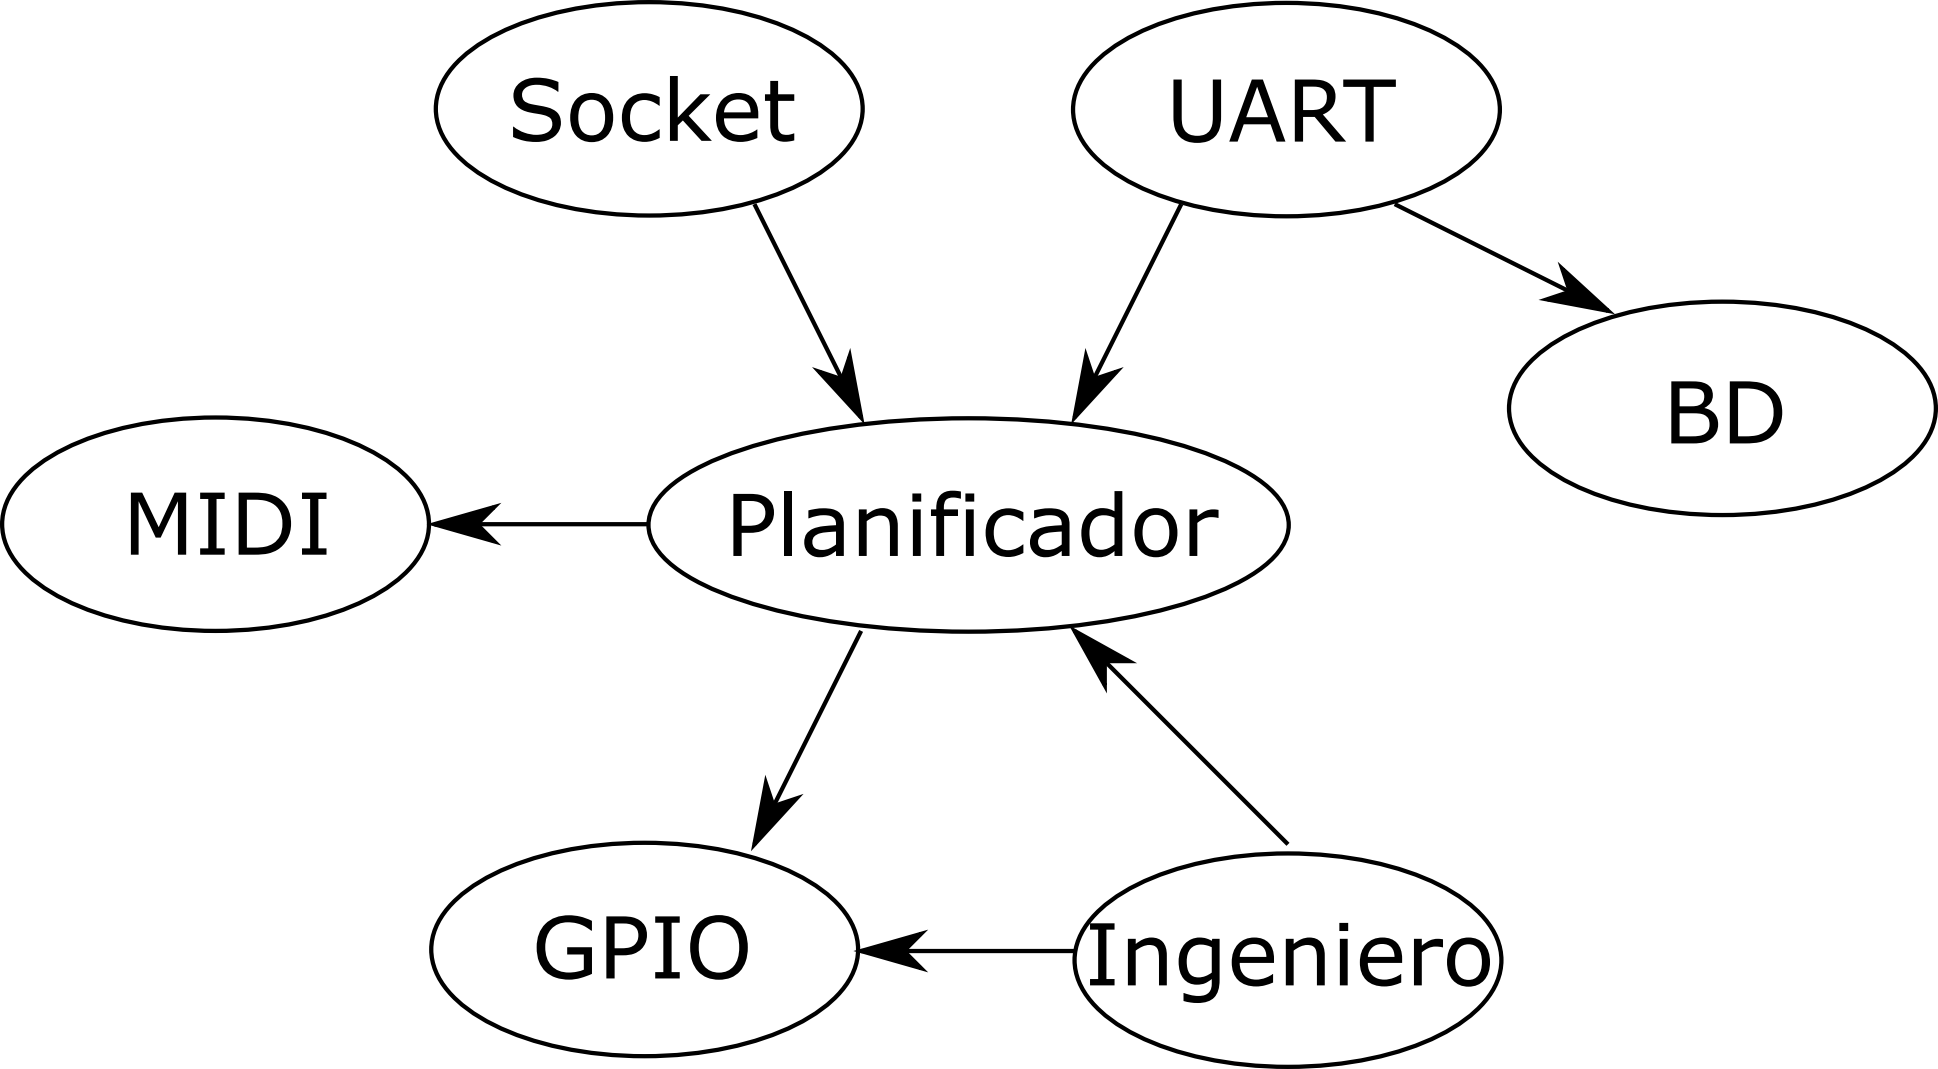 Socket
UART
BD
MIDI
Planificador
GPIO
Ingeniero